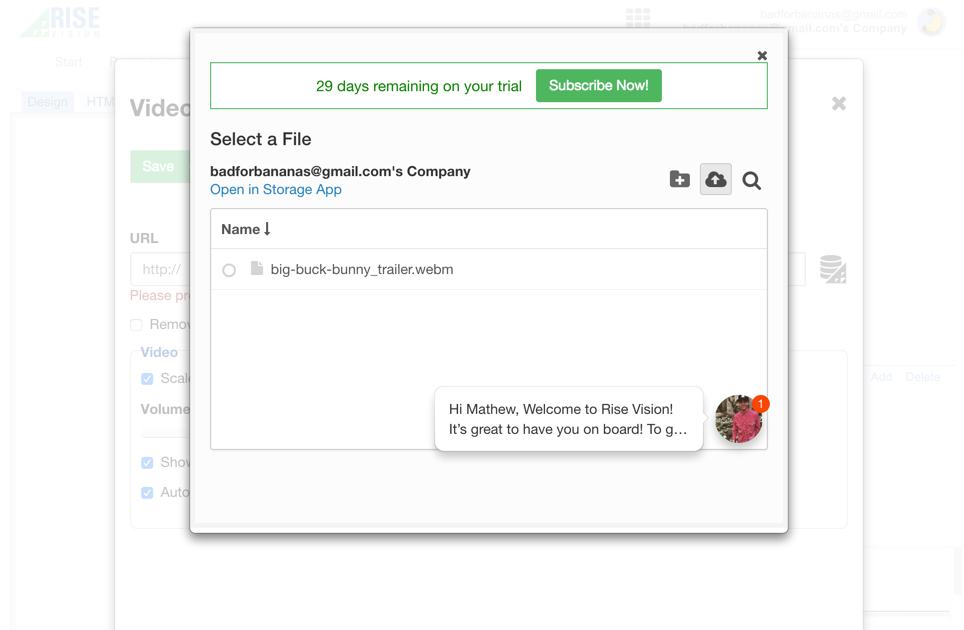 RISE
VISION
badforbananas@gmail.com
mail.com's Company
Start
Design HTM
29 days remaining on your trial Subscribe Now!
Video
Save
Select a File
badforbananas@gmail.com's Company
Open in Storage App
Name
URL
http://
big-buck-bunny_trailer.webm
Please pr
Remov
Video
Scale
Add Delete
Volume
Hi Mathew, Welcome to Rise Vision!
It's great to have you on board! To g…
1
Show
Auto